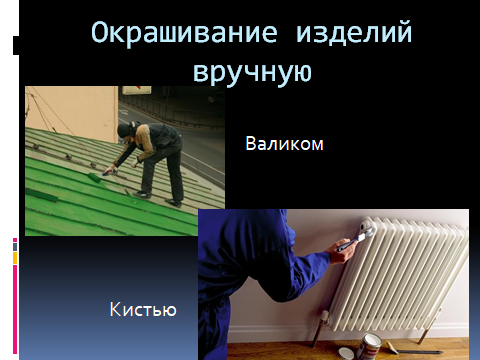 Окрашивание изделий
вручную
Валиком
Кистью